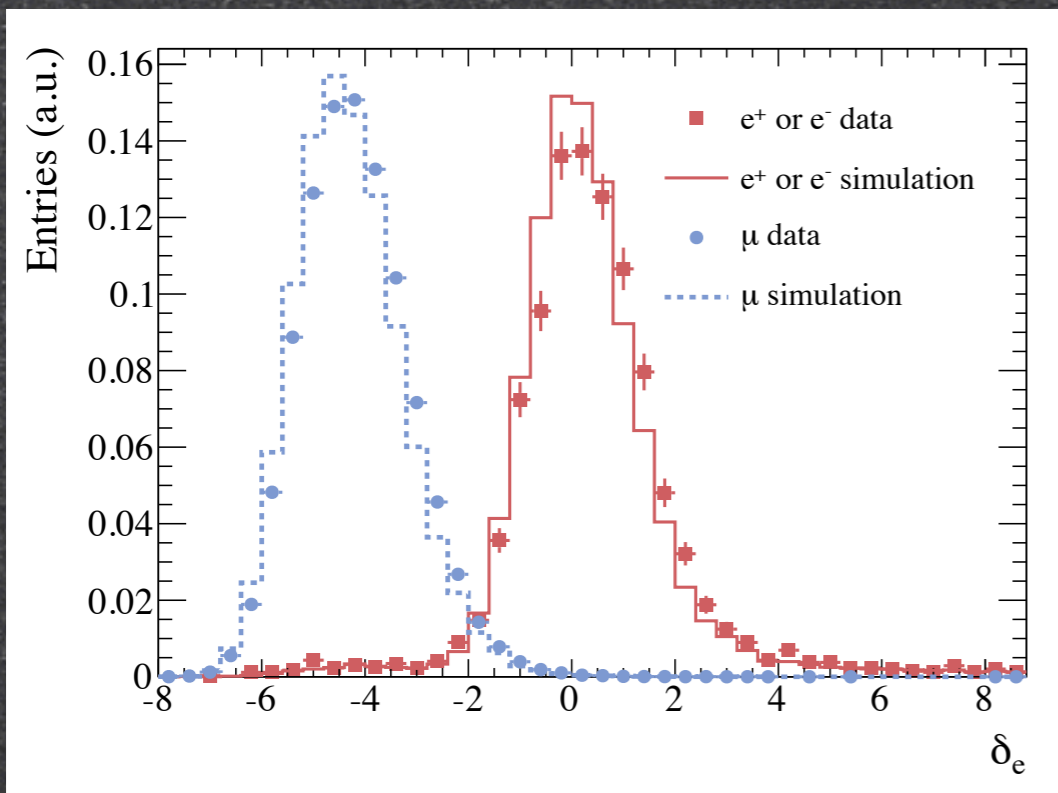 Entries (a.u.)
0.16
0.14
0.12
0.1
0.08
0.06
0.04
0.02
0
e⁺ or e⁻ data
e⁺ or e⁻ simulation
μ data
μ simulation
-8 -6 -4 -2 0 2 4 6 8
δₑ